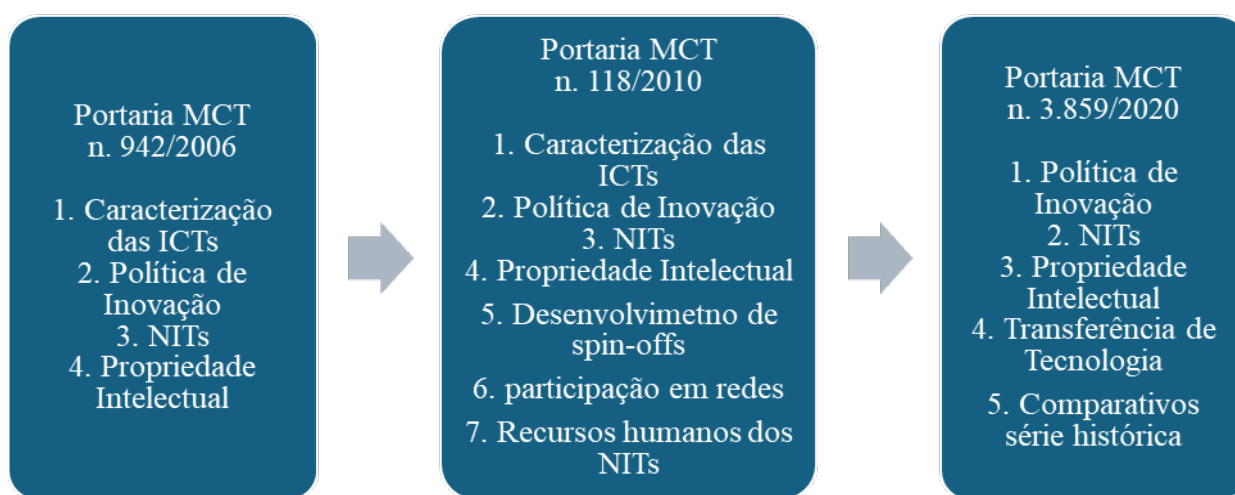 Portaria MCT
n. 942/2006
1. Caracterização
das ICTs
2. Política de
Inovação
3. NITs
4. Propriedade
Intelectual
Portaria MCT
n. 118/2010
1. Caracterização das
ICTs
2. Política de Inovação
3. NITs
4. Propriedade Intelectual
5. Desenvolvimetno de
spin-offs
6. participação em redes
7. Recursos humanos dos
NITs
Portaria MCT
n. 3.859/2020
1. Política de
Inovação
2. NITs
3. Propriedade
Intelectual
4. Transferência de
Tecnologia
5. Comparativos
série histórica